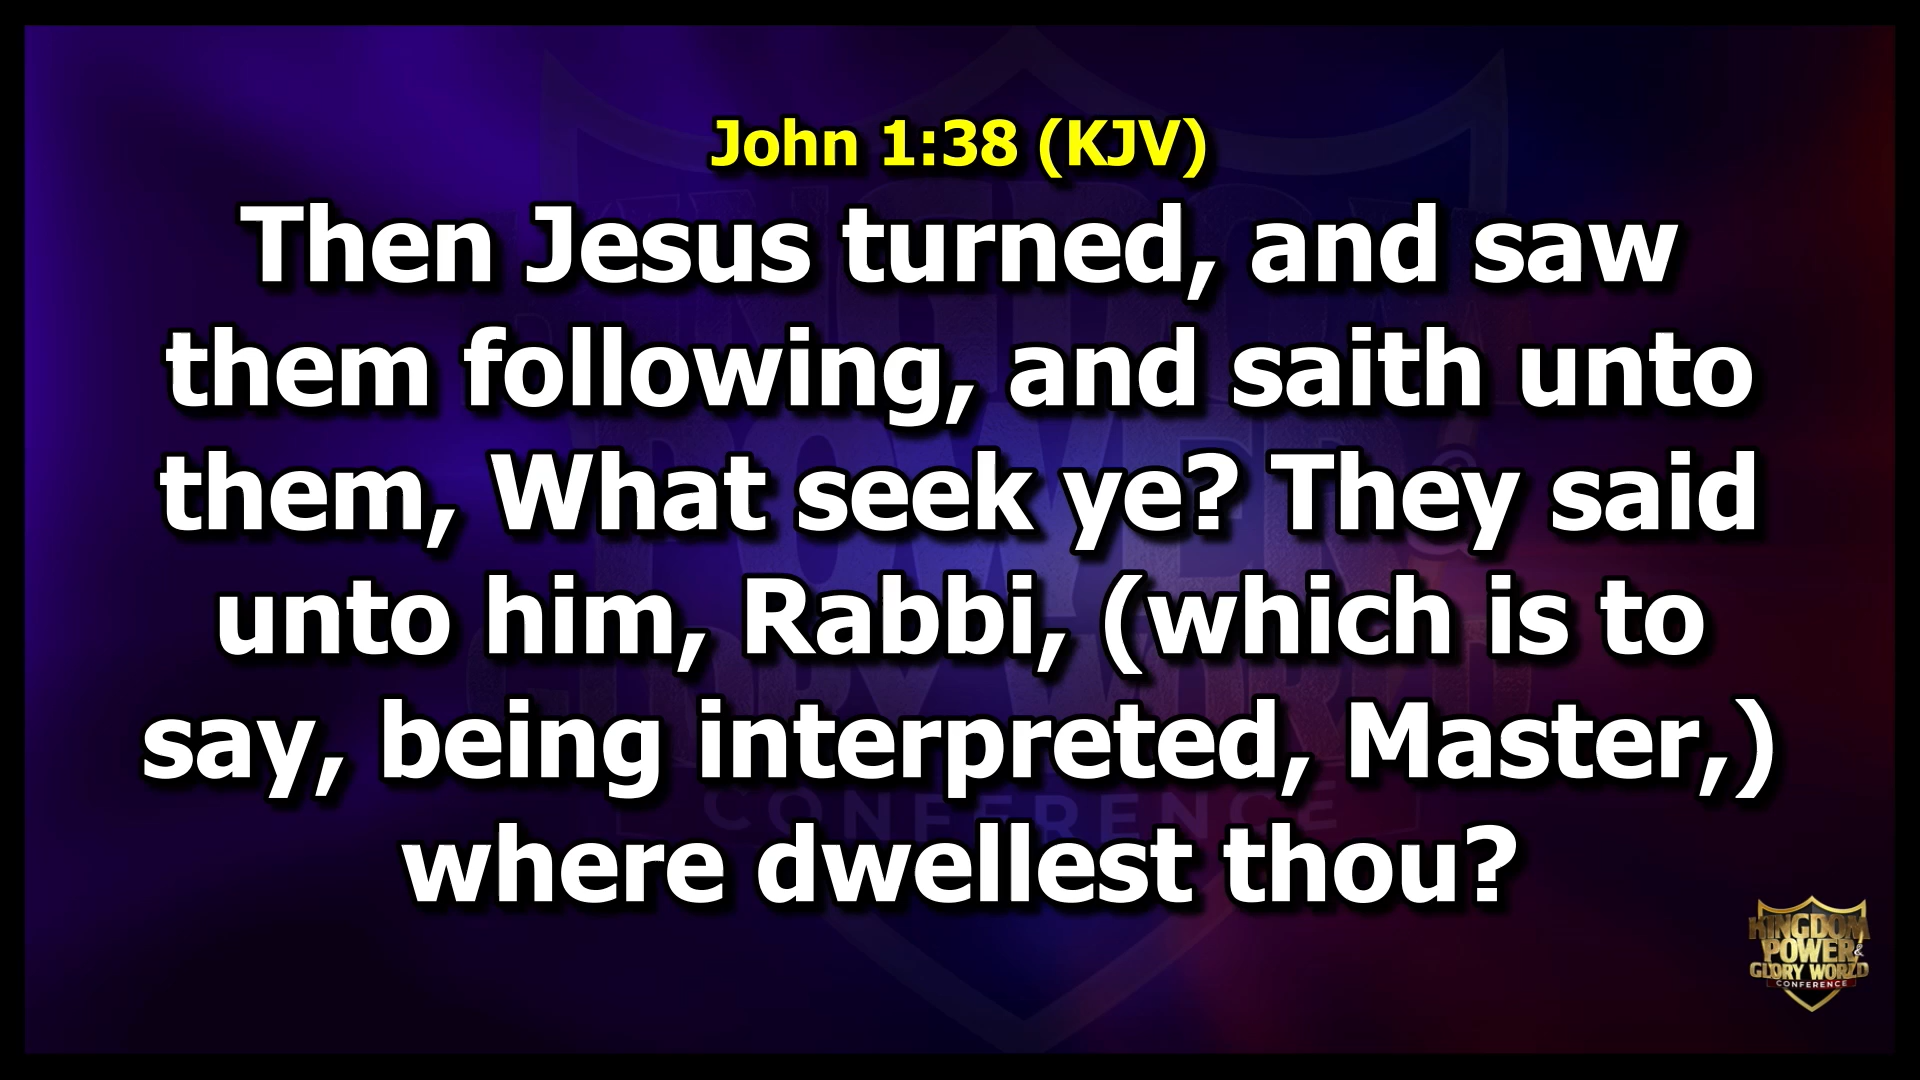 John 1:38 (KJV)
Then Jesus turned, and saw
them following, and saith unto
them, What seek ye? They said
unto him, Rabbi, (which is to
say, being interpreted, Master,)
where dwellest thou?
KINGDOM
POWER &
GLORY WORLD
CONFERENCE